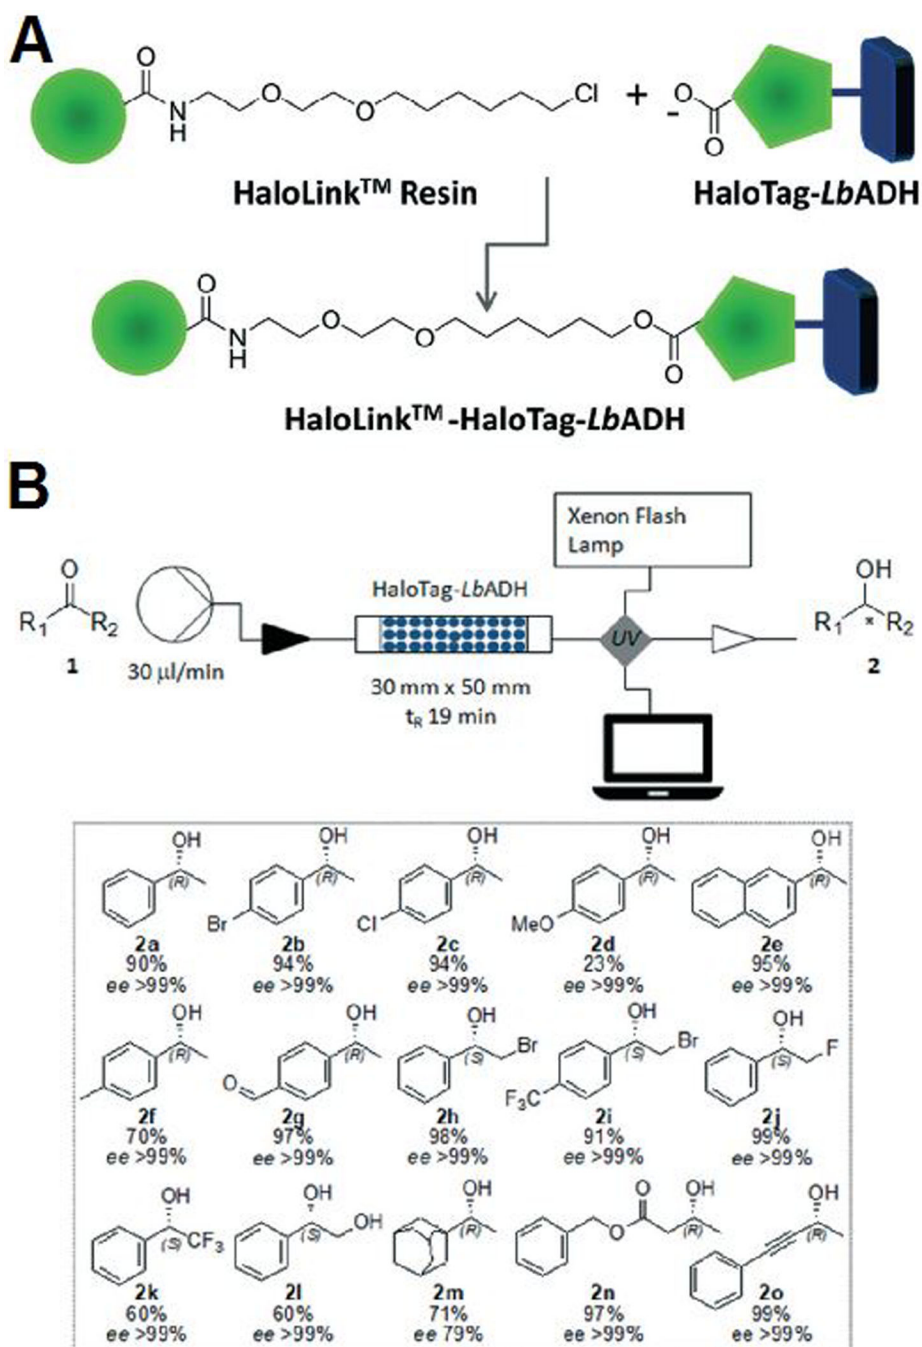 A
O
N
H
O
O
Cl
+
O
-
O
HaloLink™ Resin
HaloTag-LbADH
O
N
H
O
O
O
O
HaloLink™-HaloTag-LbADH
B
Xenon Flash
Lamp
O
R1 R2
1
30 µl/min
HaloTag-LbADH
30 mm x 50 mm
tR 19 min
UV
OH
R1 * R2
2
OH
(R)
2a
90%
ee >99%
OH
(R)
Br
2b
94%
ee >99%
OH
(R)
Cl
2c
94%
ee >99%
OH
(R)
MeO
2d
23%
ee >99%
OH
(R)
2e
95%
ee >99%
OH
(R)
2f
70%
ee >99%
OH
(R)
O
2g
97%
ee >99%
OH
Br
(S)
2h
98%
ee >99%
OH
Br
(S)
F3C
2i
91%
ee >99%
OH
F
(S)
2j
99%
ee >99%
OH
(S) CF3
2k
60%
ee >99%
OH
OH
(S)
2l
60%
ee >99%
OH
(R)
2m
71%
ee 79%
O OH
O
(R)
2n
97%
ee >99%
OH
(R)
2o
99%
ee >99%